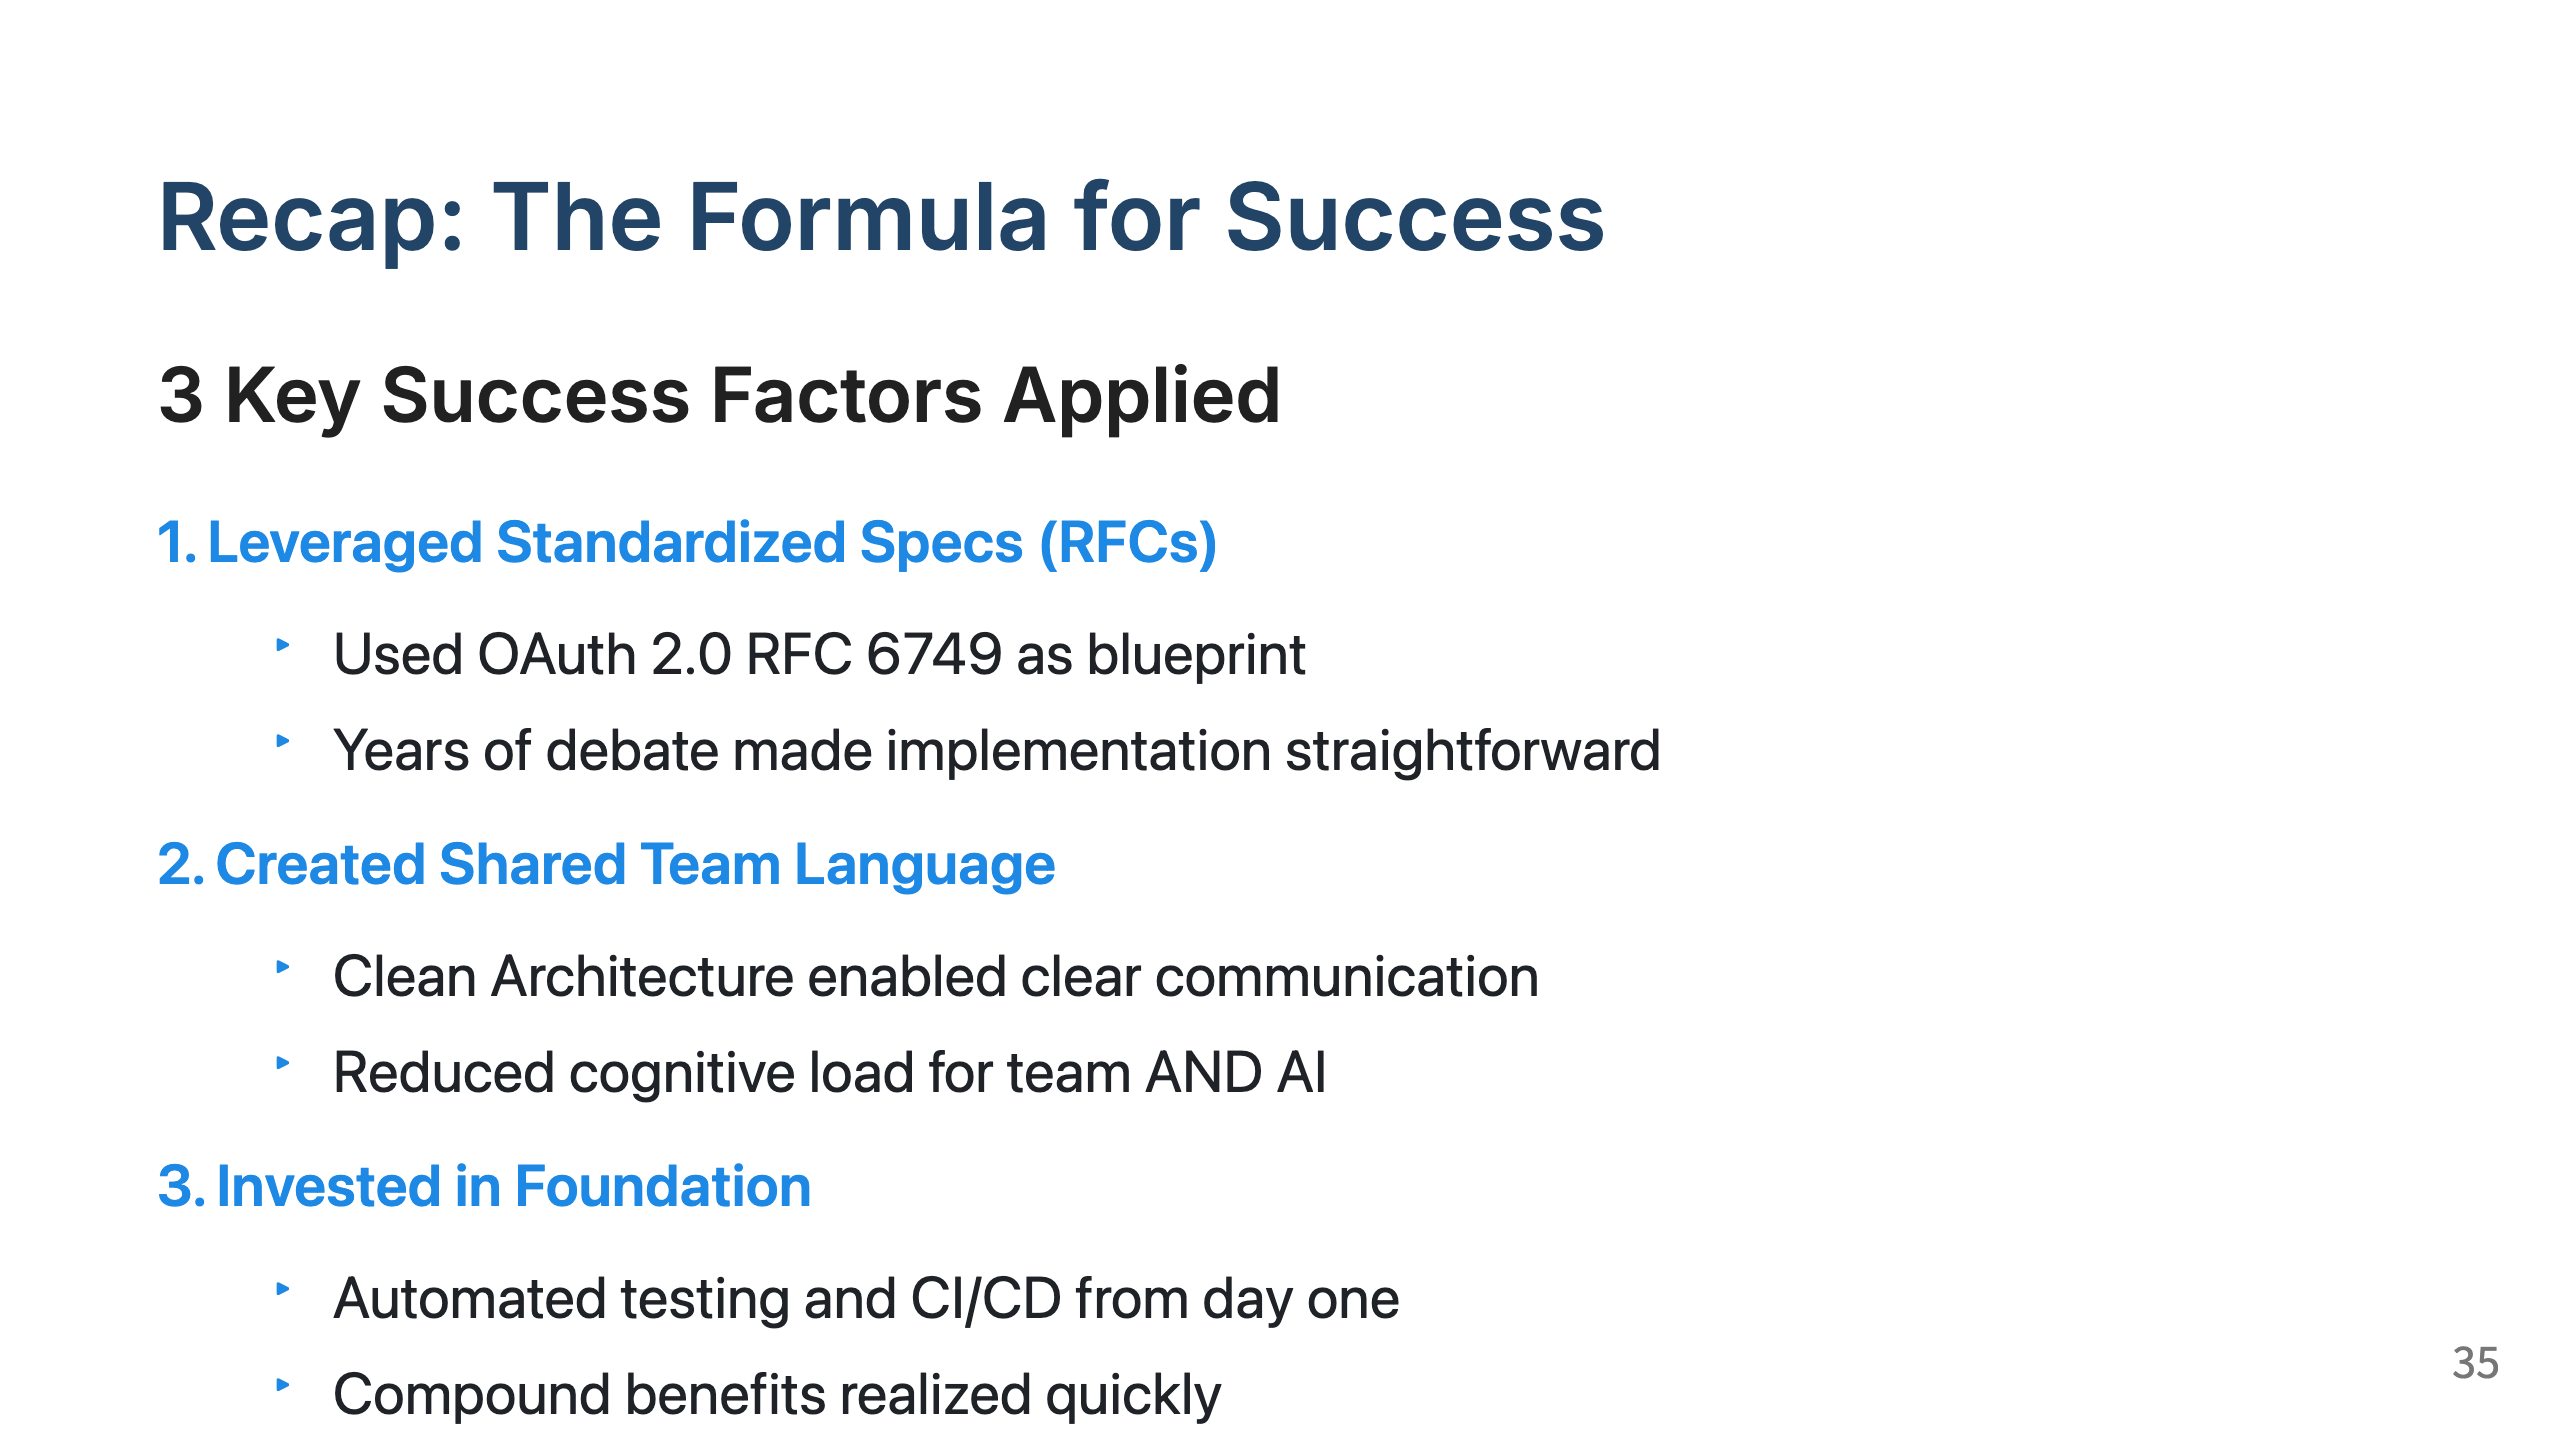 Recap: The Formula for Success
3 Key Success Factors Applied
1. Leveraged Standardized Specs (RFCs)
Used OAuth 2.0 RFC 6749 as blueprint
Years of debate made implementation straightforward
2. Created Shared Team Language
Clean Architecture enabled clear communication
Reduced cognitive load for team AND AI
3. Invested in Foundation
Automated testing and CI/CD from day one
Compound benefits realized quickly
35